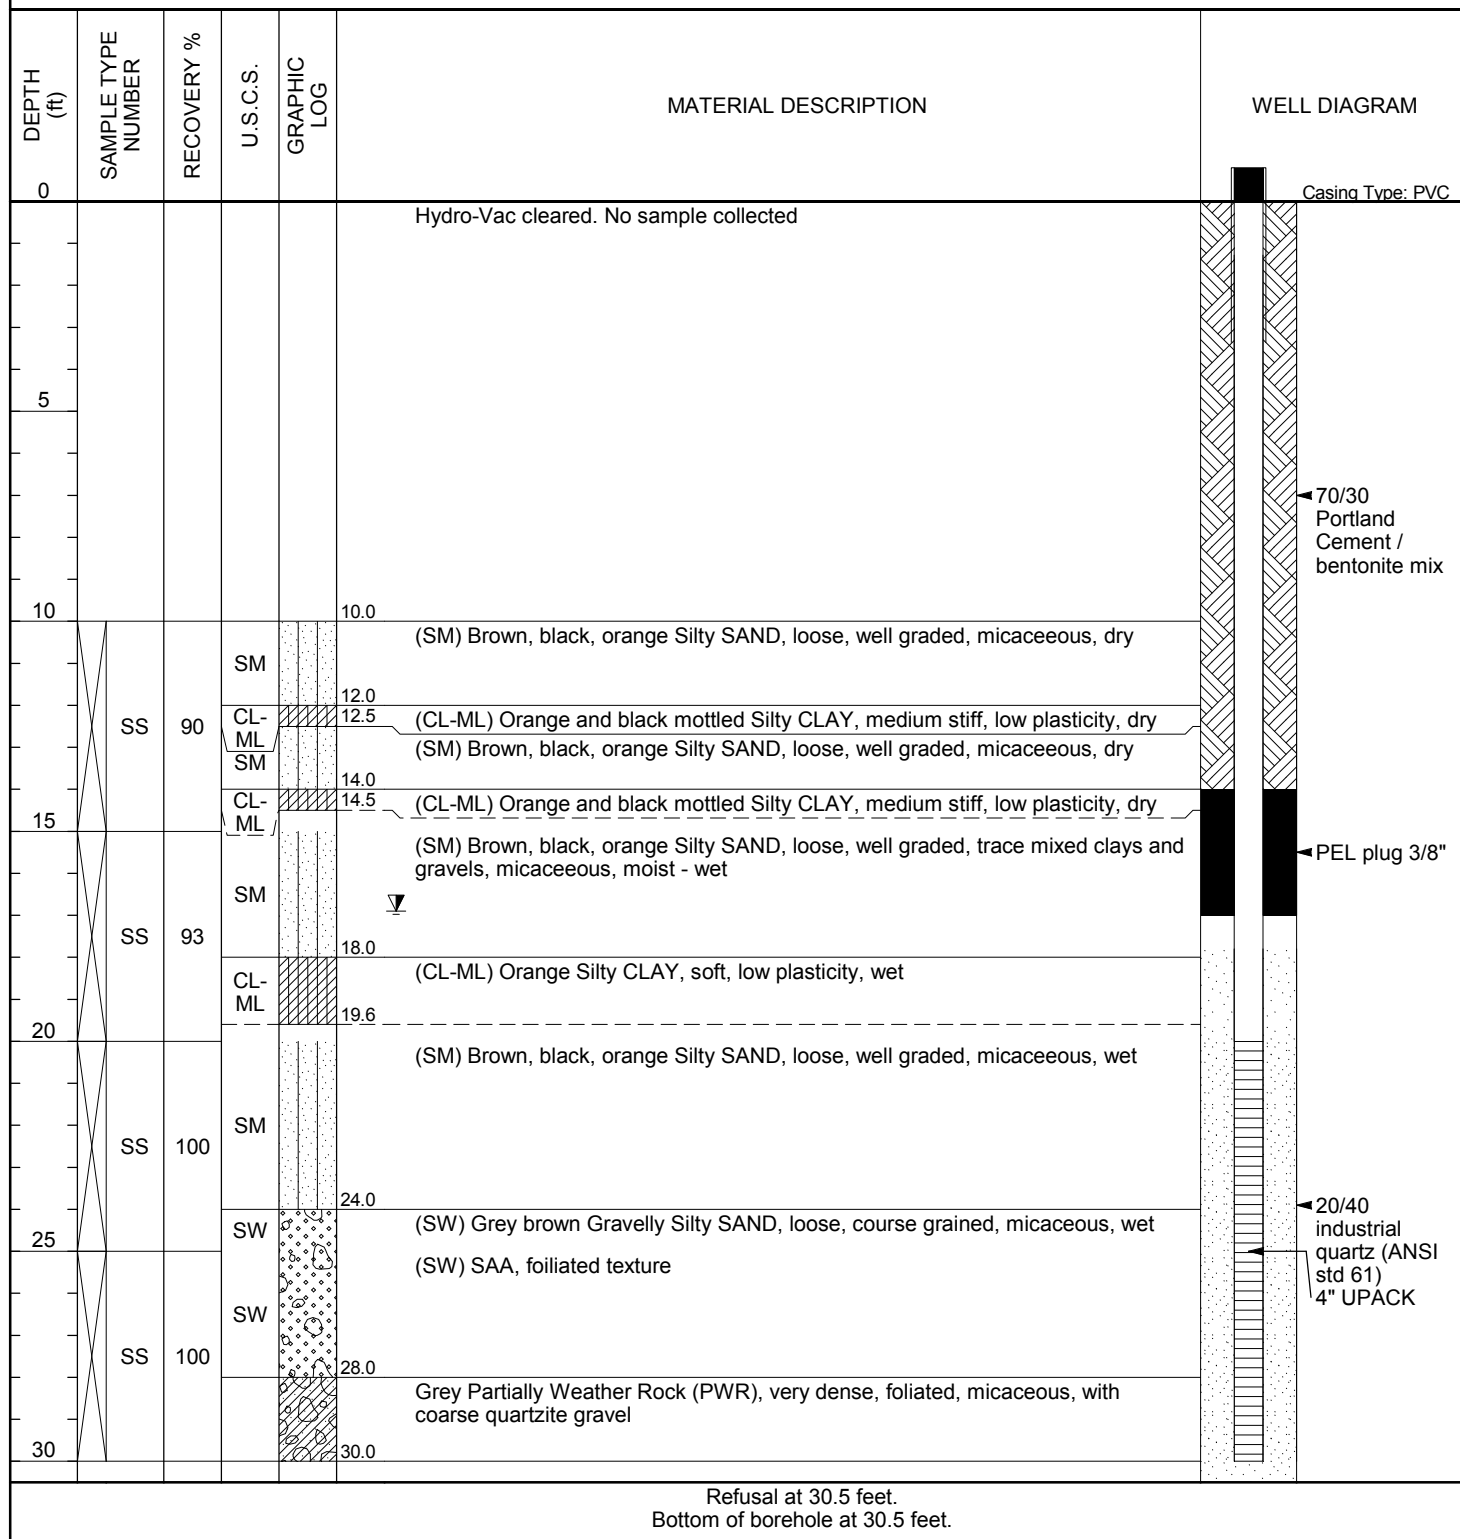 DEPTH
(ft)
SAMPLE TYPE
NUMBER
RECOVERY %
U.S.C.S.
GRAPHIC
LOG
MATERIAL DESCRIPTION
WELL DIAGRAM
0
Casing Type: PVC
Hydro-Vac cleared. No sample collected
5
70/30
Portland
Cement /
bentonite mix
10
10.0
(SM) Brown, black, orange Silty SAND, loose, well graded, micaceeous, dry
SM
12.0
SS
90
CL-
ML
12.5
(CL-ML) Orange and black mottled Silty CLAY, medium stiff, low plasticity, dry
SM
(SM) Brown, black, orange Silty SAND, loose, well graded, micaceeous, dry
14.0
CL-
ML
14.5
(CL-ML) Orange and black mottled Silty CLAY, medium stiff, low plasticity, dry
15
(SM) Brown, black, orange Silty SAND, loose, well graded, trace mixed clays and
gravels, micaceeous, moist - wet
PEL plug 3/8"
SM
SS
93
18.0
CL-
ML
(CL-ML) Orange Silty CLAY, soft, low plasticity, wet
19.6
20
(SM) Brown, black, orange Silty SAND, loose, well graded, micaceeous, wet
SM
SS
100
24.0
SW
(SW) Grey brown Gravelly Silty SAND, loose, course grained, micaceous, wet
20/40
industrial
quartz (ANSI
std 61)
4" UPACK
25
(SW) SAA, foiliated texture
SW
SS
100
28.0
Grey Partially Weather Rock (PWR), very dense, foliated, micaceous, with
coarse quartzite gravel
30
30.0
Refusal at 30.5 feet.
Bottom of borehole at 30.5 feet.